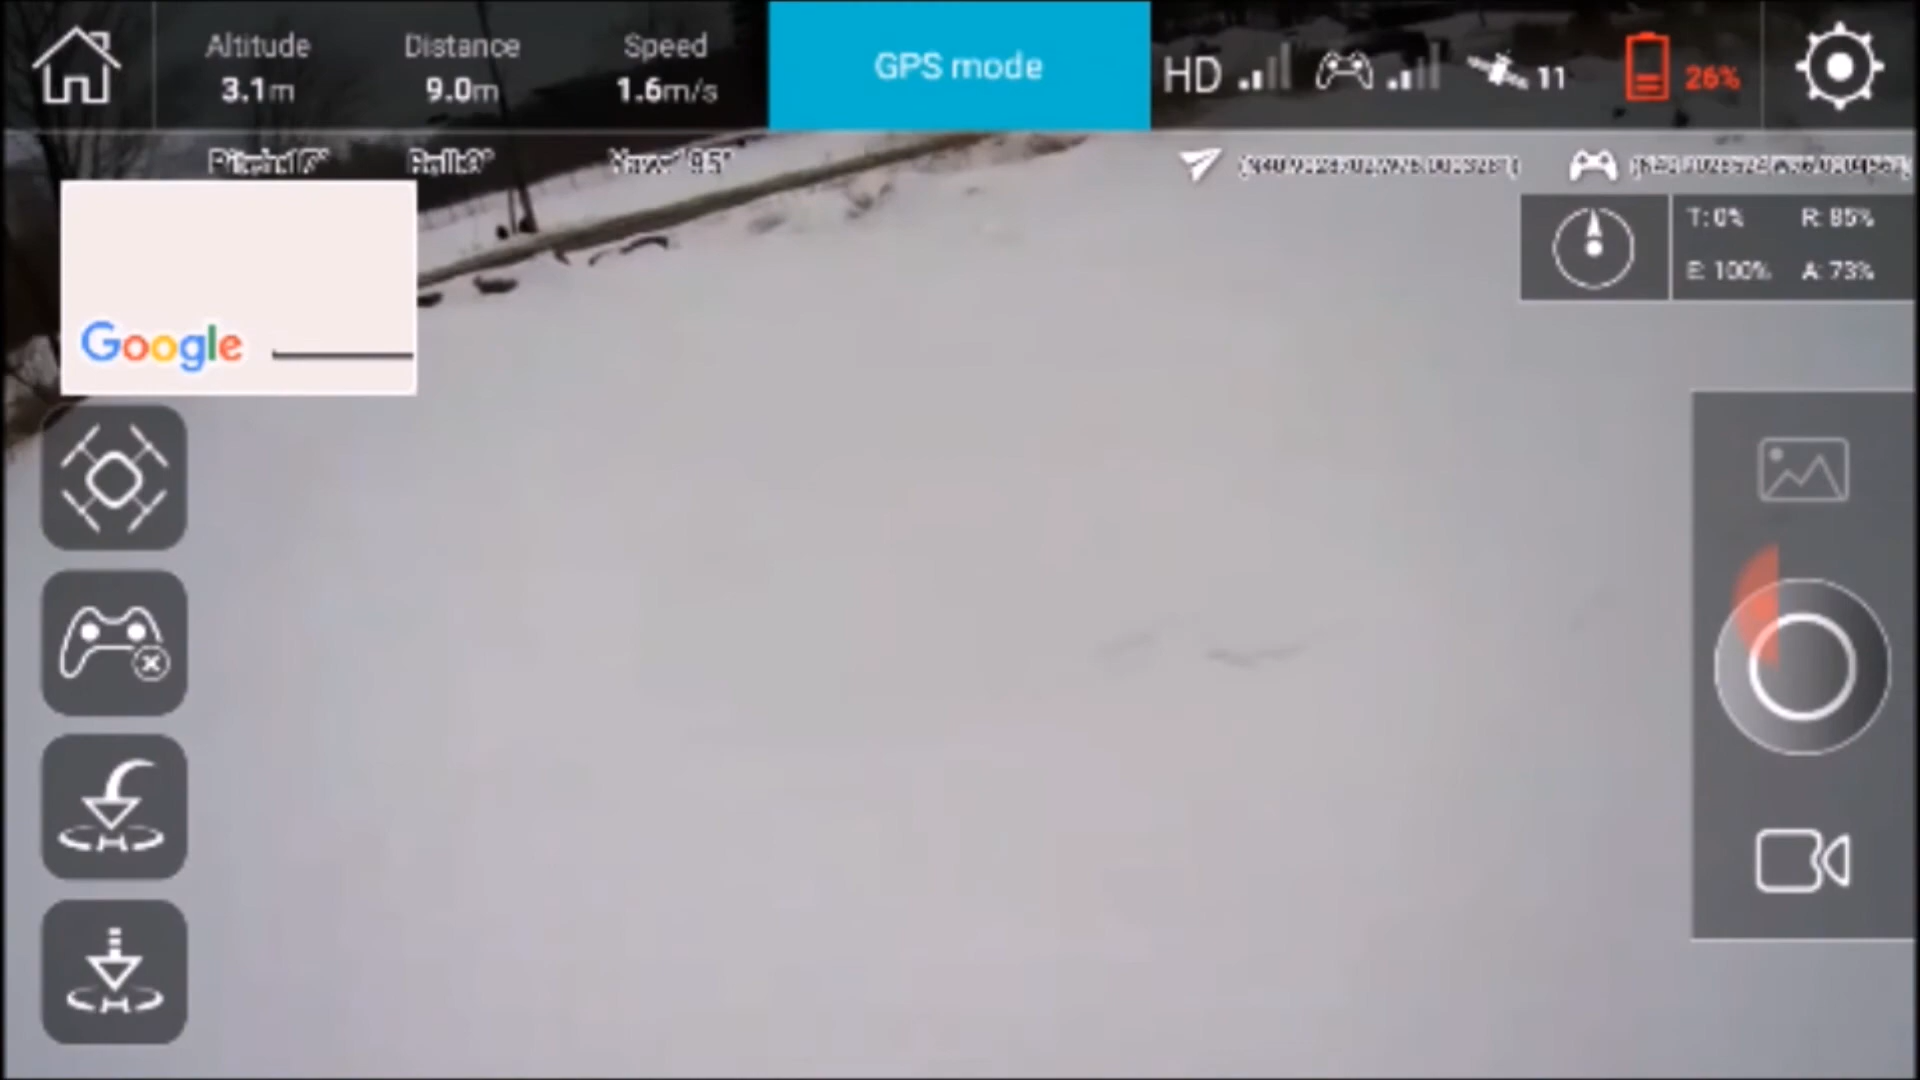 Altitude Distance Speed
3.1m 9.0m 1.6m/s
GPS mode
HD 11 26%
T: 0% R: 85%
E: 100% A: 73%
Google